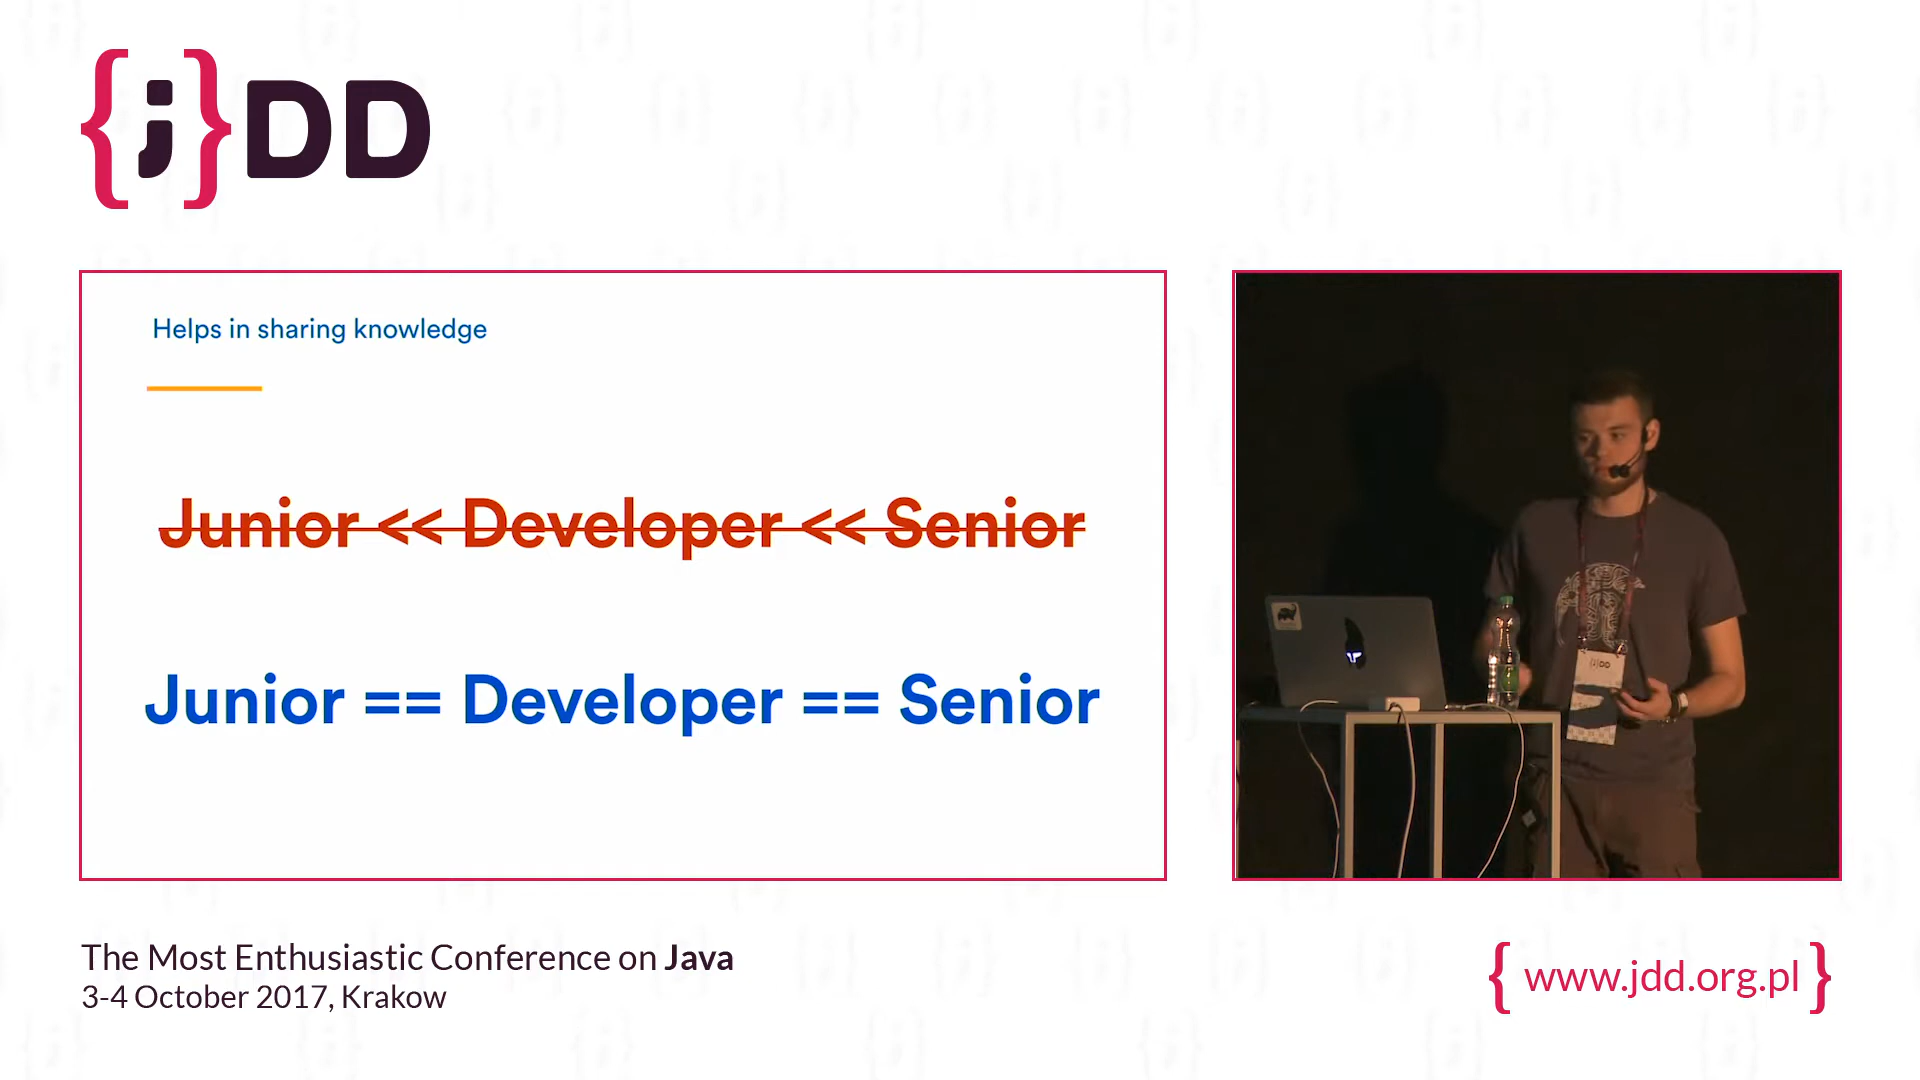 {;}DD
Helps in sharing knowledge
Junior << Developer << Senior
Junior == Developer == Senior
{;}DD
The Most Enthusiastic Conference on Java
3-4 October 2017, Krakow
{ www.jdd.org.pl }